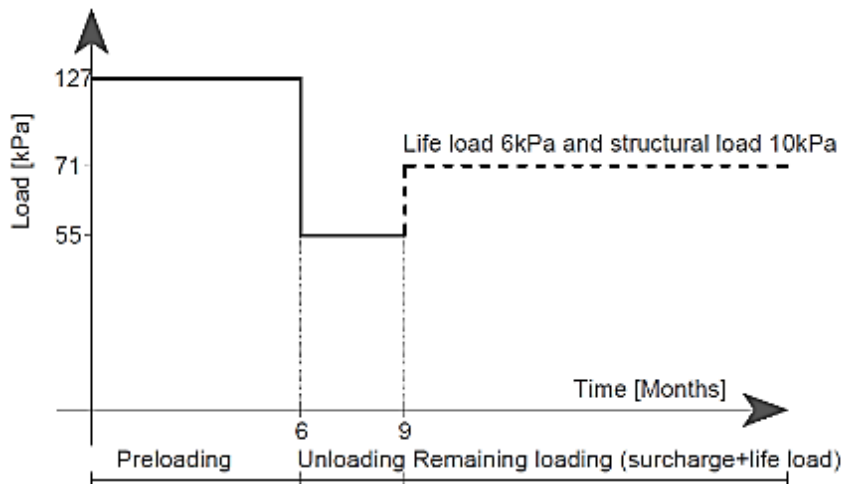 127
Life load 6kPa and structural load 10kPa
71
Load [kPa]
55
Time [Months]
6
9
Preloading
Unloading
Remaining loading (surcharge+life load)